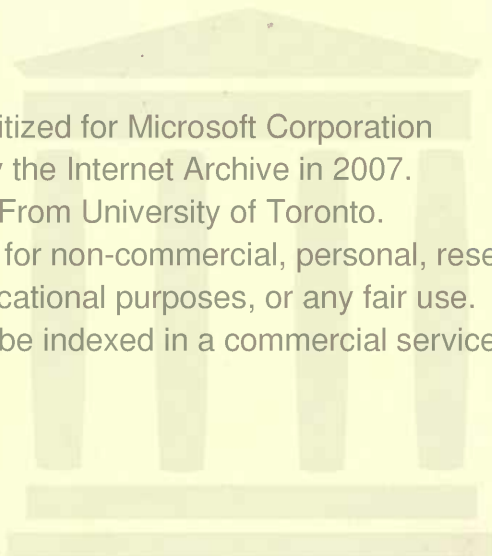 itized for Microsoft Corporation
y the Internet Archive in 2007.
From University of Toronto.
for non-commercial, personal, rese
cational purposes, or any fair use.
be indexed in a commercial service